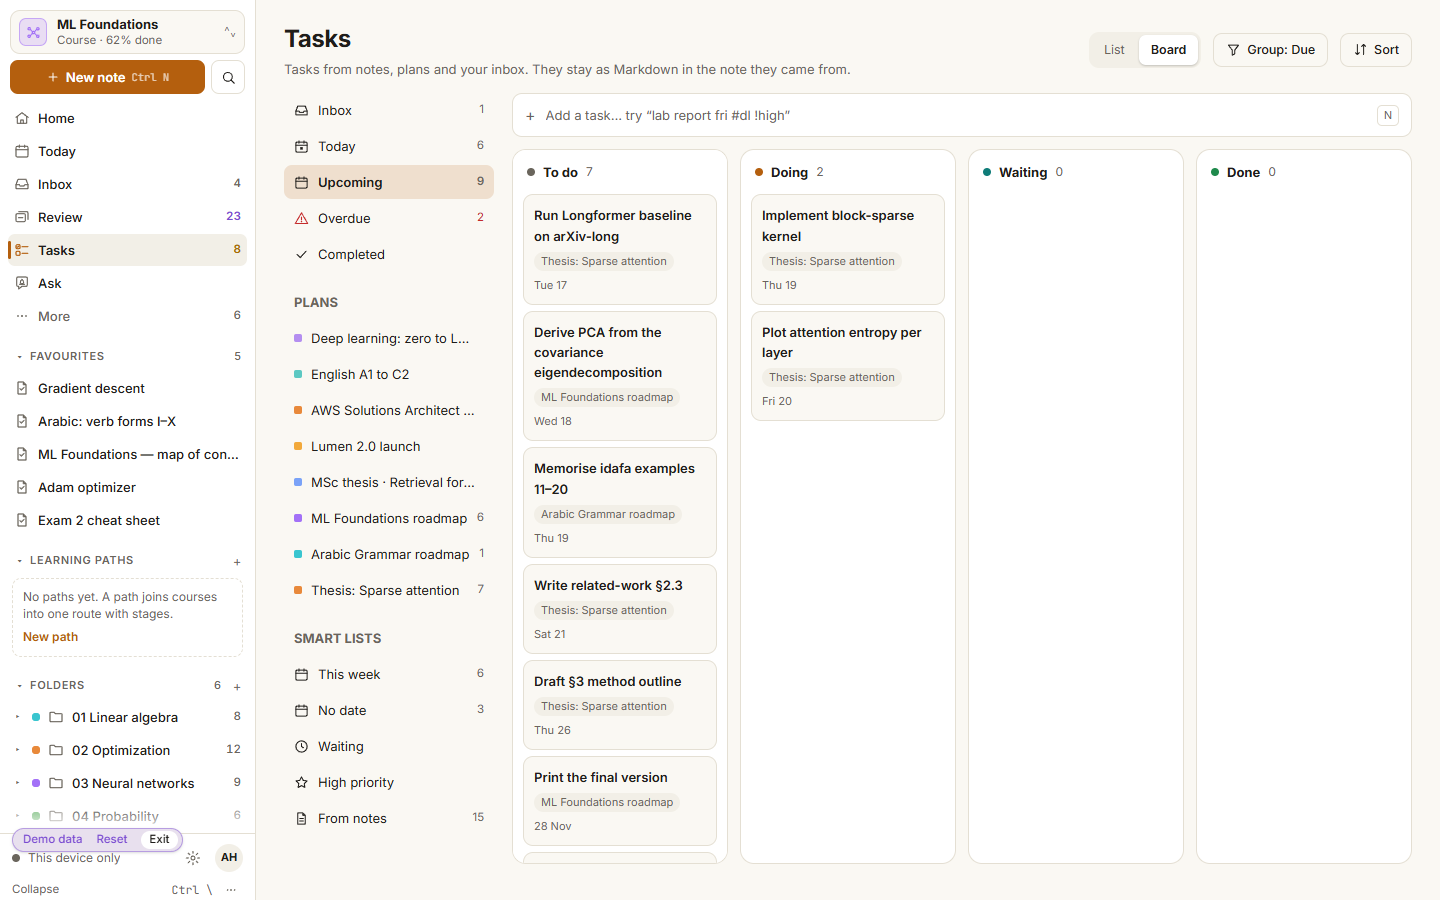 ML Foundations
Course · 62% done
+ New note Ctrl N
Home
Today
Inbox 4
Review 23
Tasks 8
Ask
More 6
FAVOURITES 5
Gradient descent
Arabic: verb forms I–X
ML Foundations — map of con...
Adam optimizer
Exam 2 cheat sheet
LEARNING PATHS +
No paths yet. A path joins courses
into one route with stages.
New path
FOLDERS 6 +
01 Linear algebra 8
02 Optimization 12
03 Neural networks 9
04 Probability 6
Demo data Reset Exit
This device only AH
Collapse Ctrl \ ...
Tasks
Tasks from notes, plans and your inbox. They stay as Markdown in the note they came from.
List Board Group: Due Sort
Inbox 1
Today 6
Upcoming 9
Overdue 2
Completed
PLANS
Deep learning: zero to L...
English A1 to C2
AWS Solutions Architect ...
Lumen 2.0 launch
MSc thesis · Retrieval for...
ML Foundations roadmap 6
Arabic Grammar roadmap 1
Thesis: Sparse attention 7
SMART LISTS
This week 6
No date 3
Waiting
High priority
From notes 15
+ Add a task... try “lab report fri #dl !high” N
To do 7
Run Longformer baseline
on arXiv-long
Thesis: Sparse attention
Tue 17
Derive PCA from the
covariance
eigendecomposition
ML Foundations roadmap
Wed 18
Memorise idafa examples
11–20
Arabic Grammar roadmap
Thu 19
Write related-work §2.3
Thesis: Sparse attention
Sat 21
Draft §3 method outline
Thesis: Sparse attention
Thu 26
Print the final version
ML Foundations roadmap
28 Nov
Doing 2
Implement block-sparse
kernel
Thesis: Sparse attention
Thu 19
Plot attention entropy per
layer
Thesis: Sparse attention
Fri 20
Waiting 0
Done 0